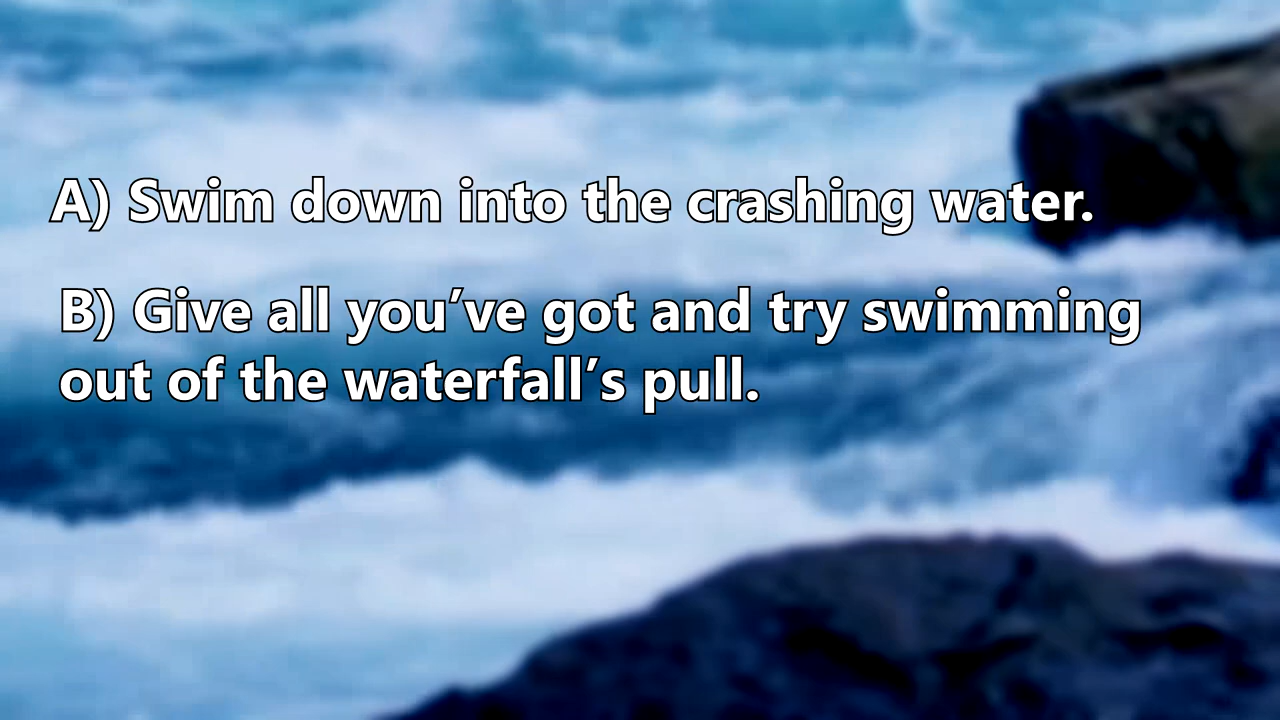 A) Swim down into the crashing water.
B) Give all you’ve got and try swimming
out of the waterfall’s pull.